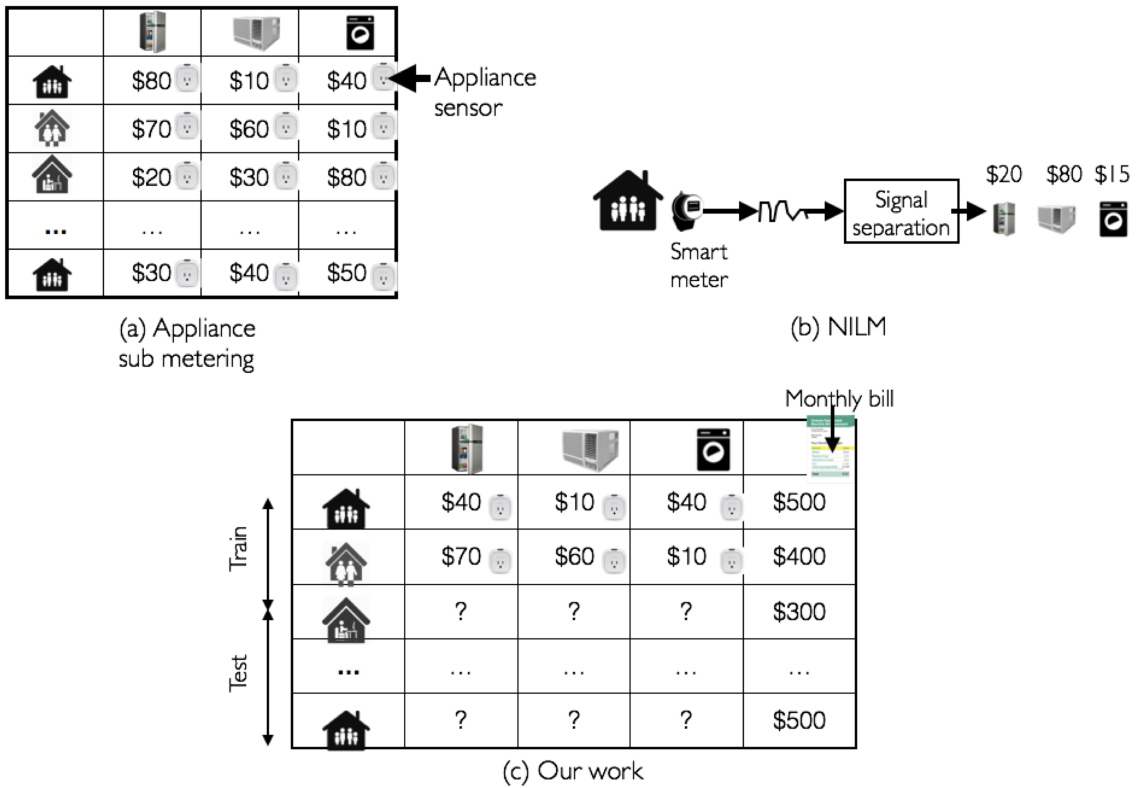 $80 $10 $40
Appliance
sensor
$70 $60 $10
$20 $30 $80
... ... ... ...
$30 $40 $50
(a) Appliance
sub metering
$20 $80 $15
Signal
separation
Smart
meter
(b) NILM
Monthly bill
Train
$40 $10 $40 $500
$70 $60 $10 $400
Test
? ? ? $300
... ... ... ... ...
? ? ? $500
(c) Our work